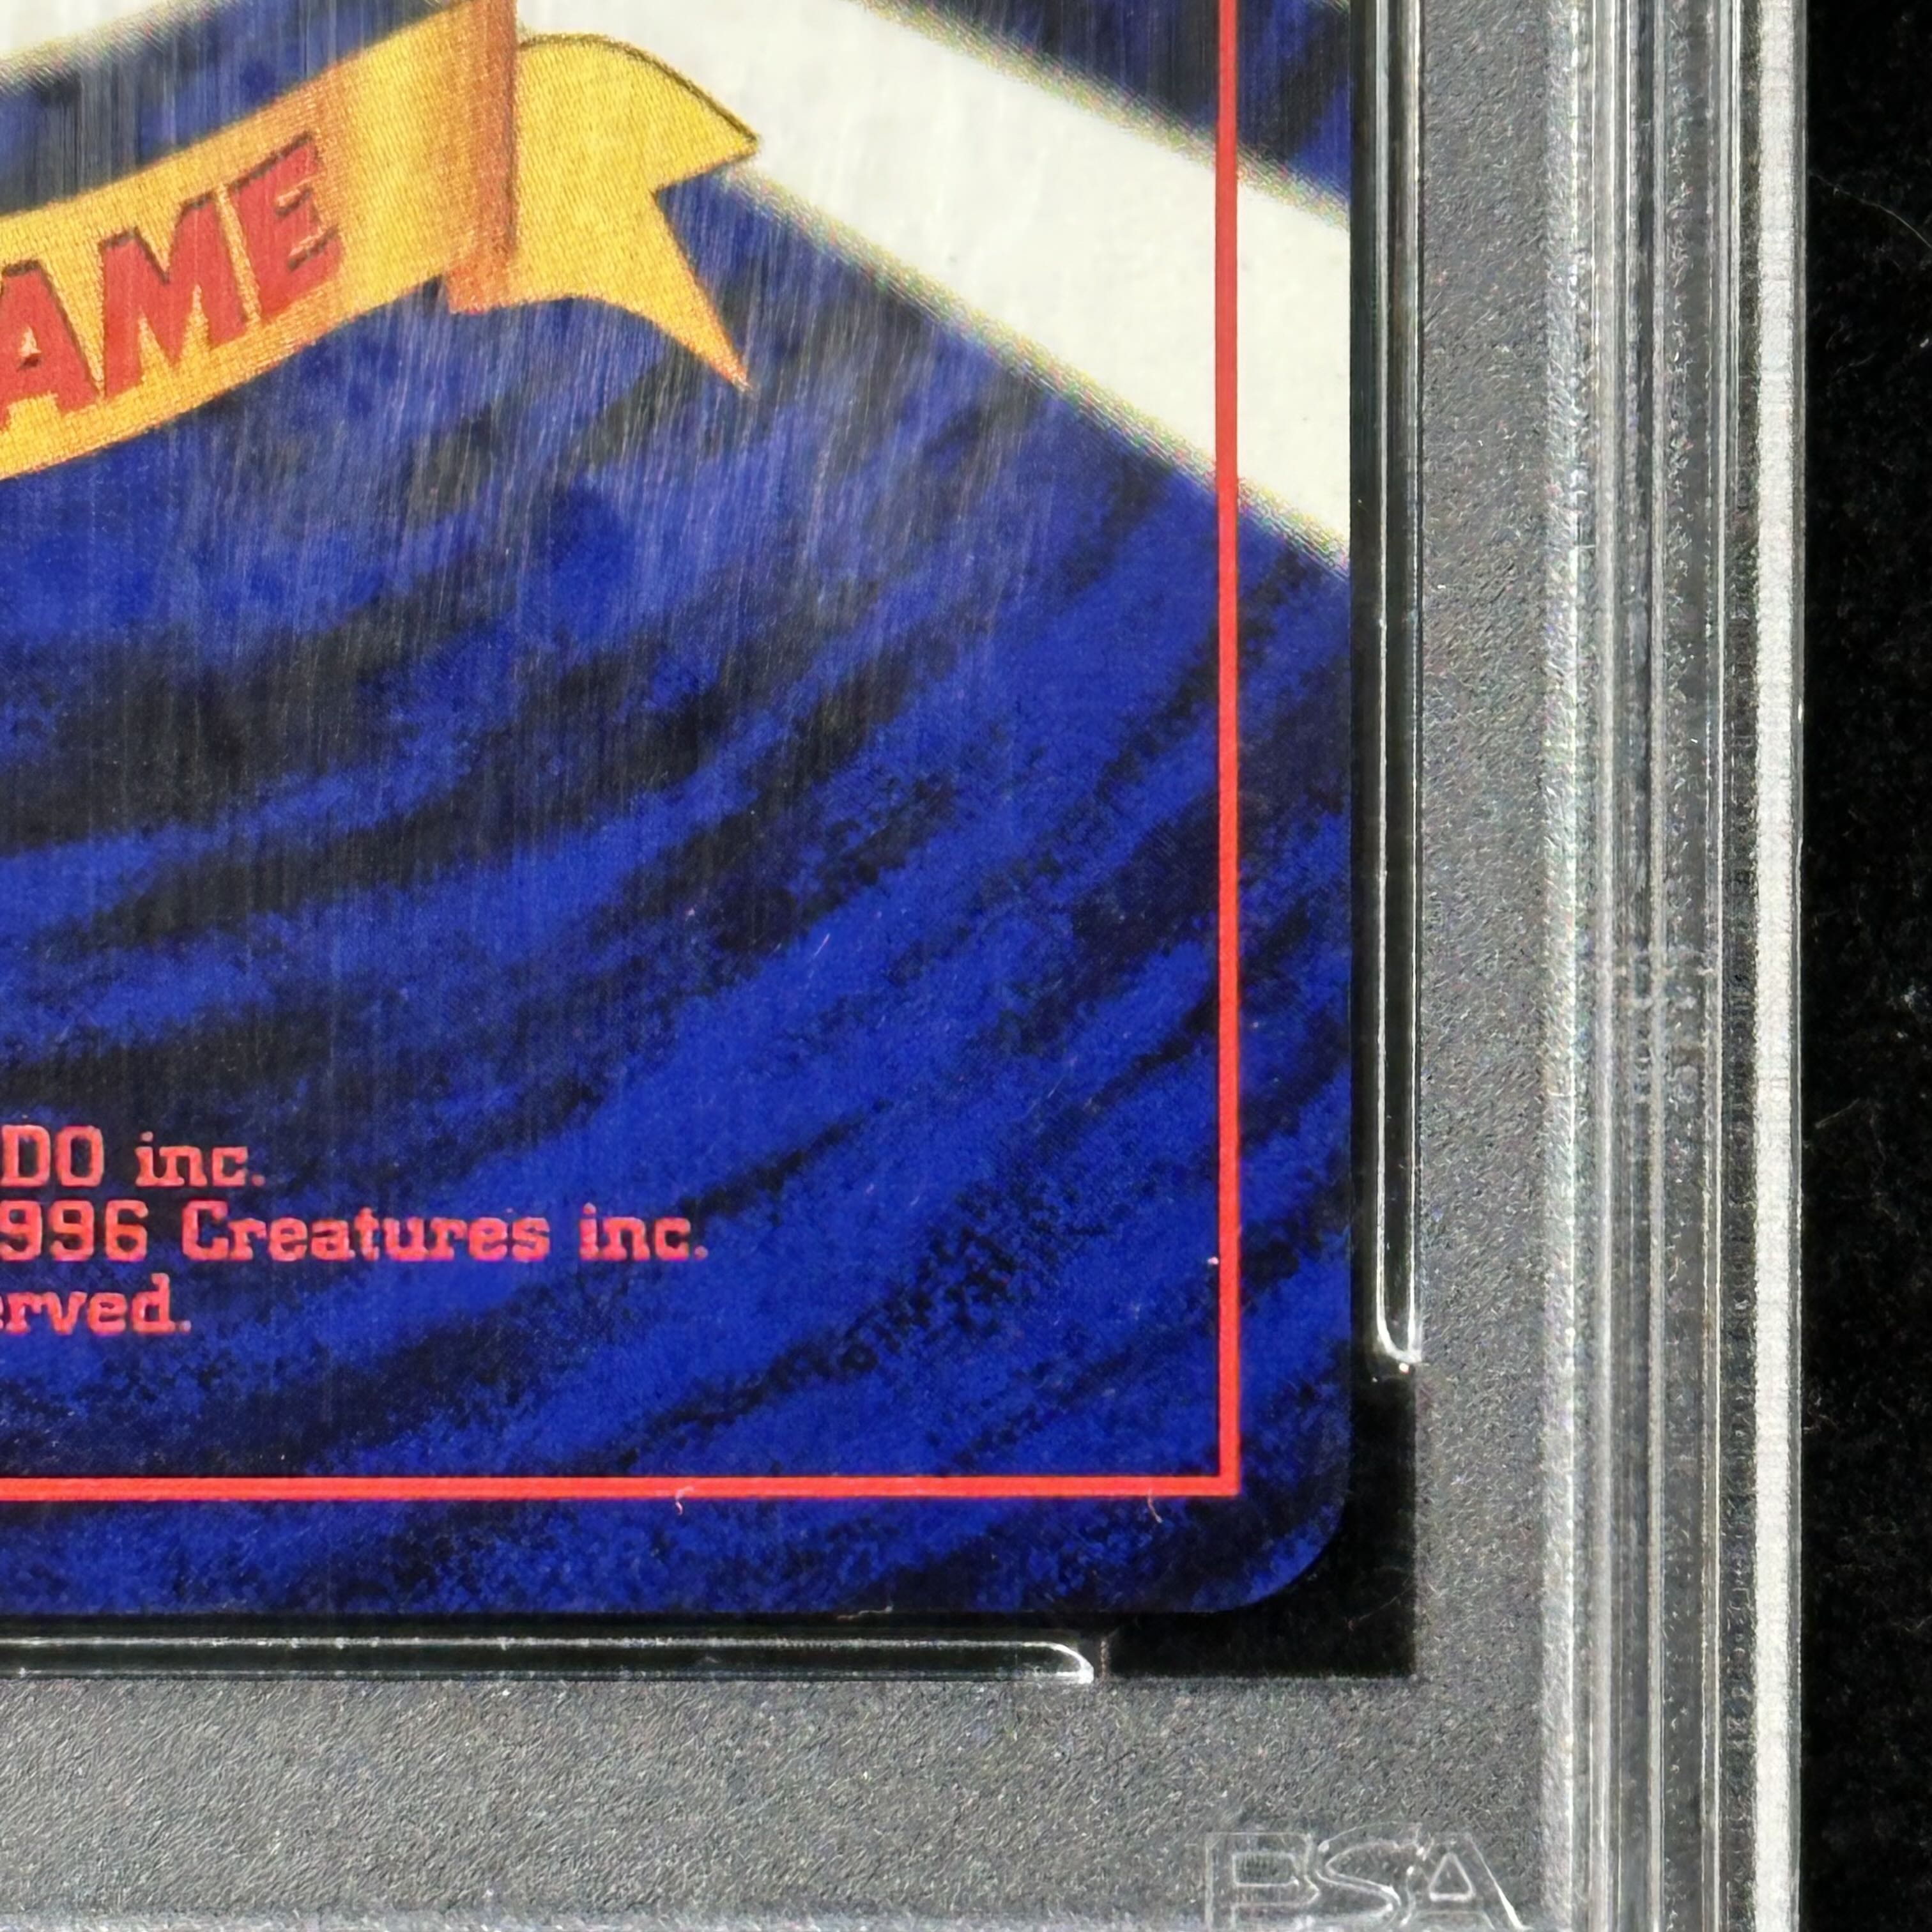 AME
DO inc.
996 Creatures inc.
erved.
PSA